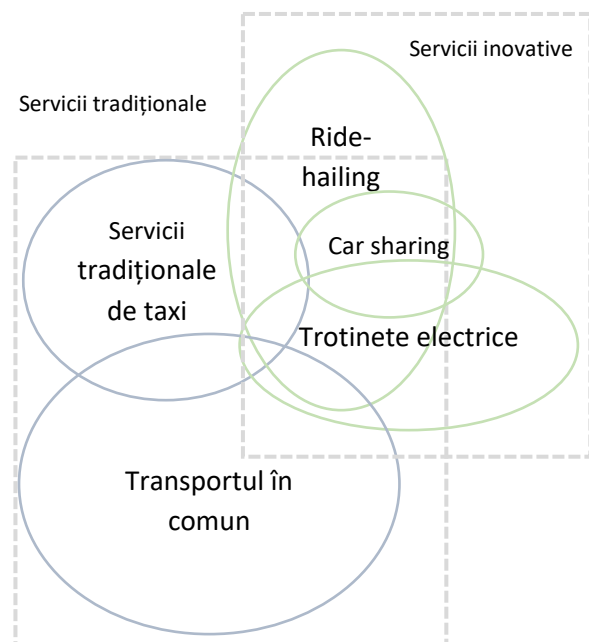 Servicii inovative
Servicii tradiționale
Ride-
hailing
Servicii
tradiționale
de taxi
Car sharing
Trotinete electrice
Transportul în
comun